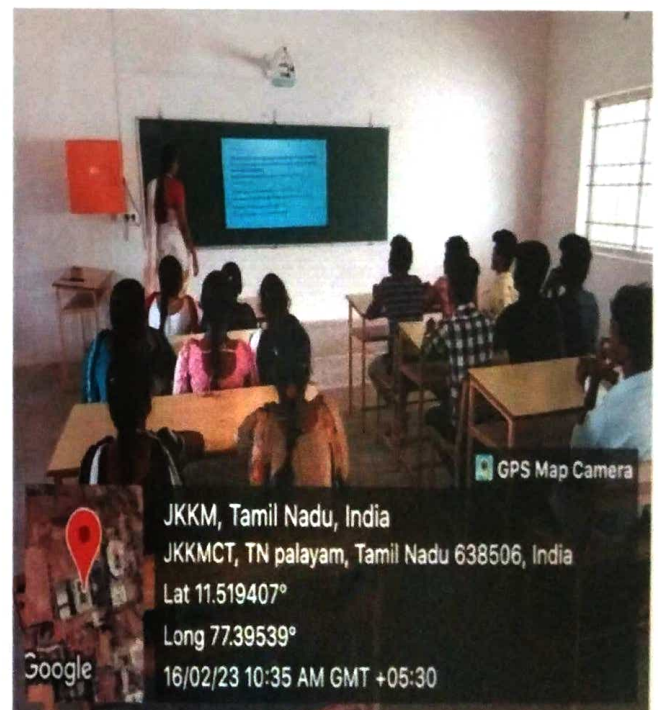 GPS Map Camera
JKKM, Tamil Nadu, India
JKKMCT, TN palayam, Tamil Nadu 638506, India
Lat 11.519407°
Long 77.39539°
16/02/23 10:35 AM GMT +05:30
Google